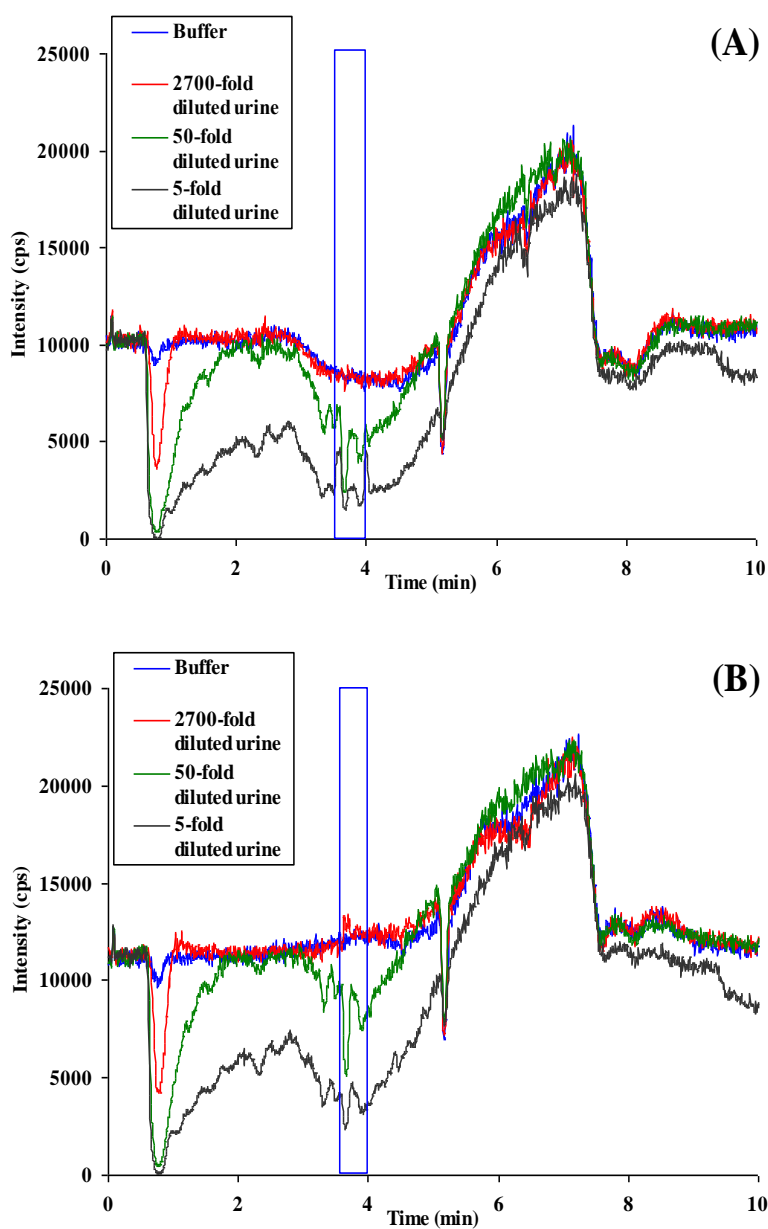 (A)
Buffer
2700-fold
diluted urine
50-fold
diluted urine
5-fold
diluted urine
25000
20000
15000
10000
5000
0
Intensity (cps)
0 2 4 6 8 10
Time (min)
(B)
Buffer
2700-fold
diluted urine
50-fold
diluted urine
5-fold
diluted urine
25000
20000
15000
10000
5000
0
Intensity (cps)
0 2 4 6 8 10
Time (min)